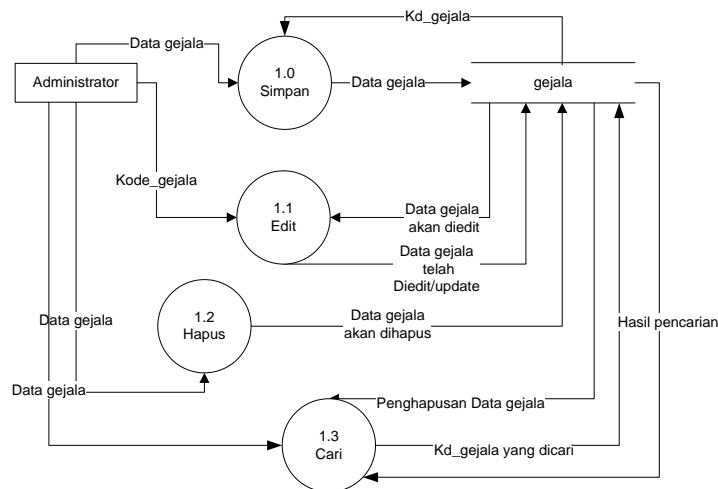 Kd_gejala
Data gejala
Administrator
1.0
Simpan
Data gejala
gejala
Kode_gejala
1.1
Edit
Data gejala
akan diedit
Data gejala
telah
Diedit/update
Data gejala
1.2
Hapus
Data gejala
akan dihapus
Hasil pencarian
Data gejala
Penghapusan Data gejala
1.3
Cari
Kd_gejala yang dicari